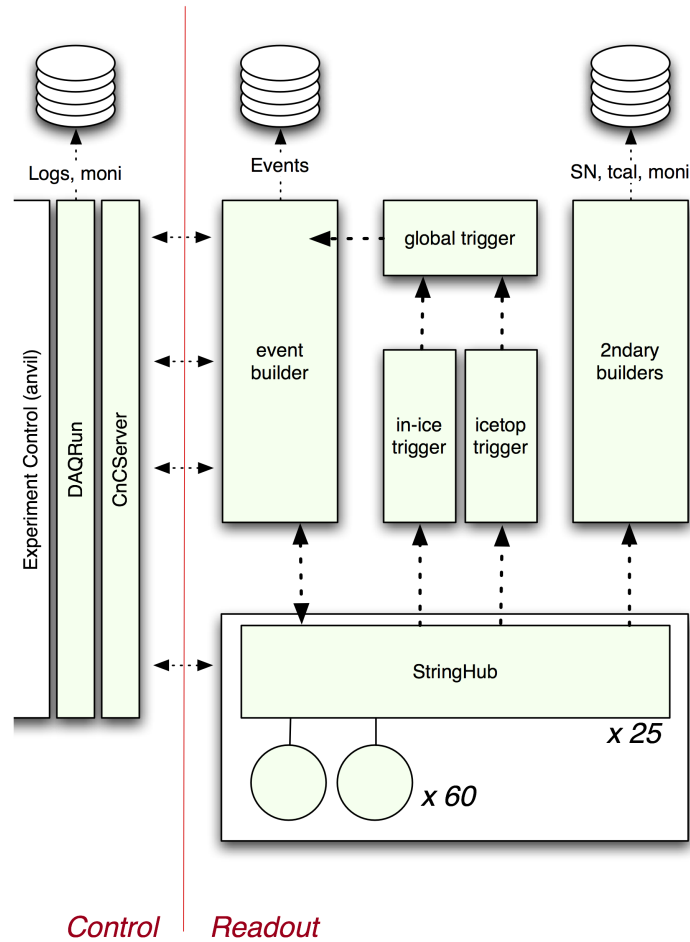 Logs, moni
Events
SN, tcal, moni
Experiment Control (anvil)
DAQRun
CnCServer
event
builder
global trigger
in-ice
trigger
icetop
trigger
2ndary
builders
StringHub
x 25
x 60
Control
Readout